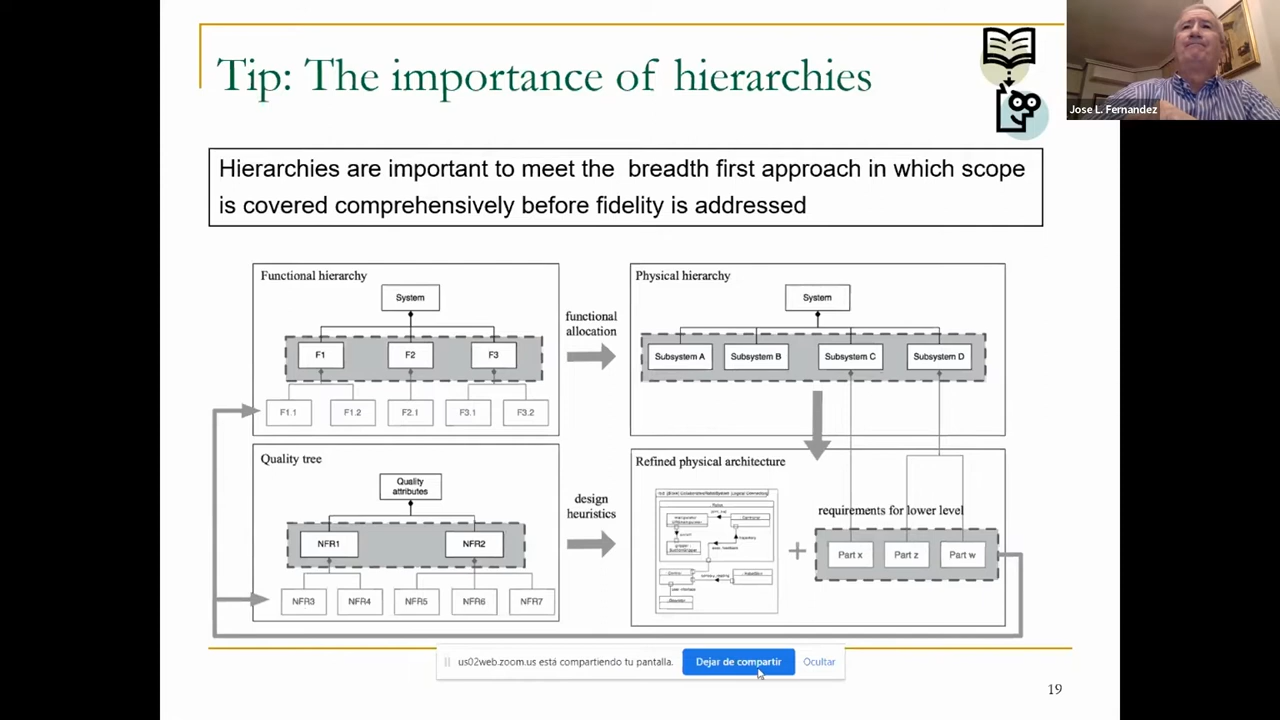 Tip: The importance of hierarchies
Jose L. Fernandez
Hierarchies are important to meet the breadth first approach in which scope
is covered comprehensively before fidelity is addressed
Functional hierarchy
System
F1
F2
F3
F1.1
F1.2
F2.1
F3.1
F3.2
functional
allocation
Physical hierarchy
System
Subsystem A
Subsystem B
Subsystem C
Subsystem D
Quality tree
Quality
attributes
NFR1
NFR2
NFR3
NFR4
NFR5
NFR6
NFR7
design
heuristics
Refined physical architecture
requirements for lower level
+
Part x
Part z
Part w
us02web.zoom.us está compartiendo tu pantalla.
Dejar de compartir
Ocultar
19